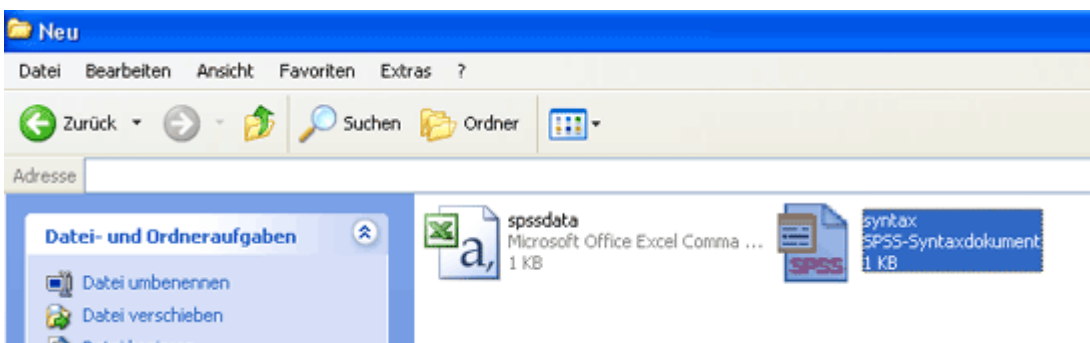 Neu
Datei Bearbeiten Ansicht Favoriten Extras ?
Zurück Suchen Ordner
Adresse
Datei- und Ordneraufgaben
Datei umbenennen
Datei verschieben
spssdata
Microsoft Office Excel Comma ...
1 KB
a,
syntax
SPSS-Syntaxdokument
1 KB
SPSS